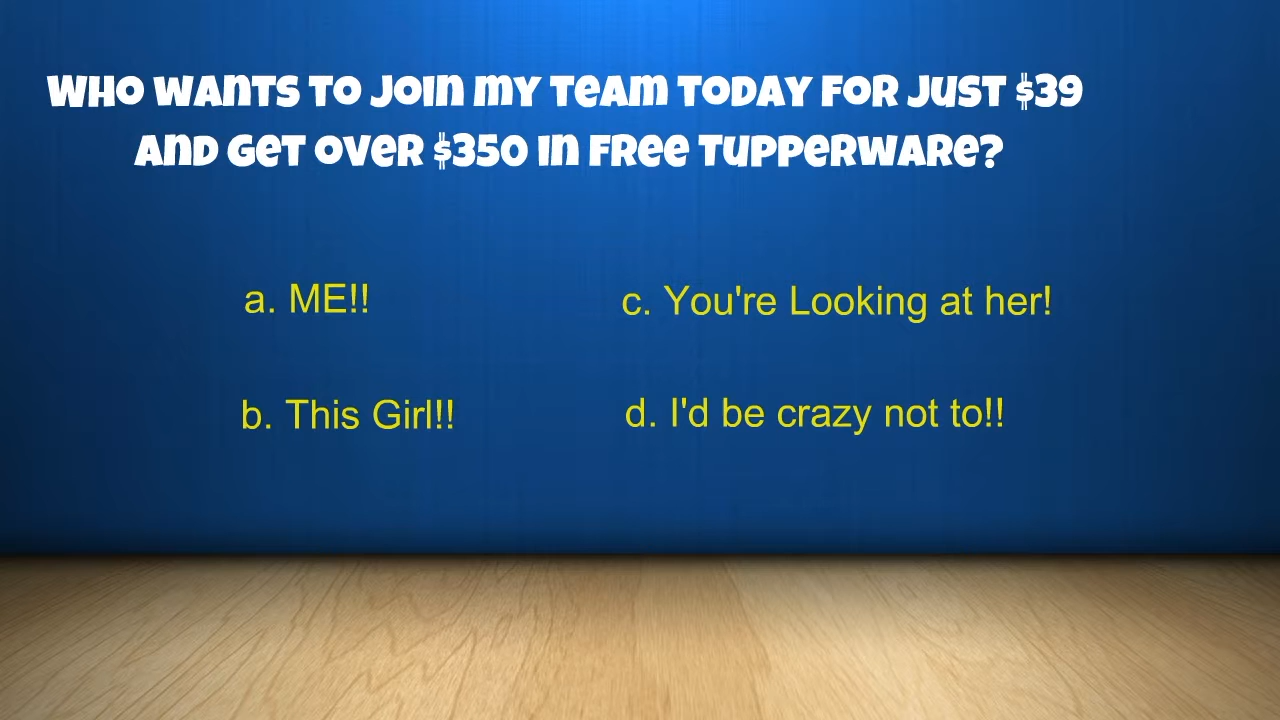 WHO WANTS TO JOIN MY TEAM TODAY FOR JUST $39
AND GET OVER $350 IN FREE TUPPERWARE?
a. ME!!
b. This Girl!!
c. You're Looking at her!
d. I'd be crazy not to!!